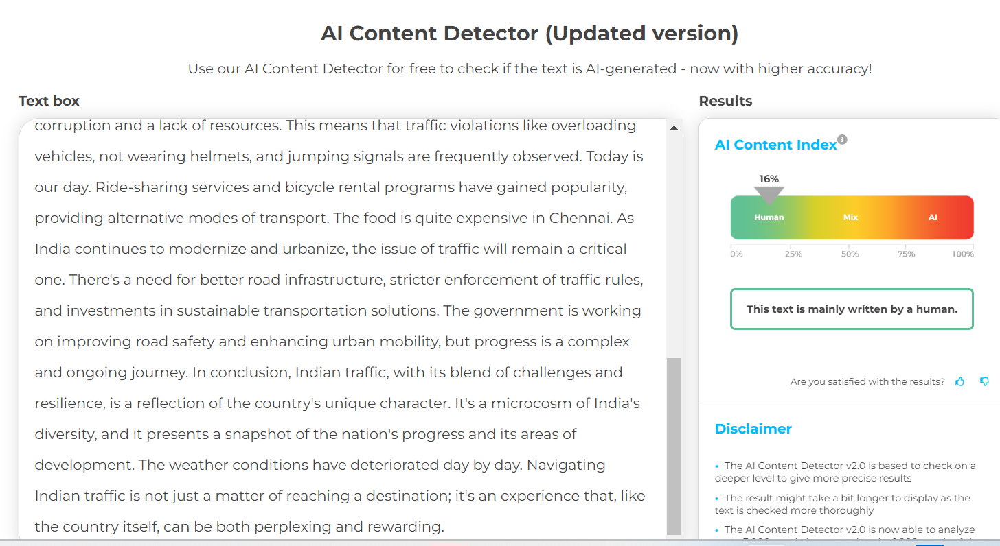 AI Content Detector (Updated version)
Use our AI Content Detector for free to check if the text is AI-generated - now with higher accuracy!
Text box
corruption and a lack of resources. This means that traffic violations like overloading
vehicles, not wearing helmets, and jumping signals are frequently observed. Today is
our day. Ride-sharing services and bicycle rental programs have gained popularity,
providing alternative modes of transport. The food is quite expensive in Chennai. As
India continues to modernize and urbanize, the issue of traffic will remain a critical
one. There's a need for better road infrastructure, stricter enforcement of traffic rules,
and investments in sustainable transportation solutions. The government is working
on improving road safety and enhancing urban mobility, but progress is a complex
and ongoing journey. In conclusion, Indian traffic, with its blend of challenges and
resilience, is a reflection of the country's unique character. It's a microcosm of India's
diversity, and it presents a snapshot of the nation's progress and its areas of
development. The weather conditions have deteriorated day by day. Navigating
Indian traffic is not just a matter of reaching a destination; it's an experience that, like
the country itself, can be both perplexing and rewarding.
Results
AI Content Index
16%
Human Mix AI
0% 25% 50% 75% 100%
This text is mainly written by a human.
Are you satisfied with the results?
Disclaimer
• The AI Content Detector v2.0 is based to check on a
deeper level to give more precise results
• The result might take a bit longer to display as the
text is checked more thoroughly
• The AI Content Detector v2.0 is now able to analyze